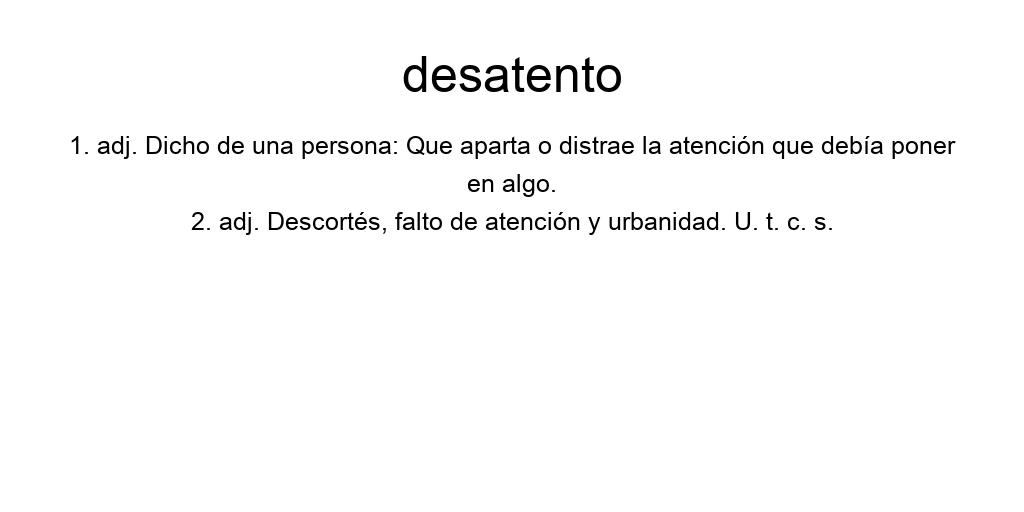 desatento
1. adj. Dicho de una persona: Que aparta o distrae la atención que debía poner
en algo.
2. adj. Descortés, falto de atención y urbanidad. U. t. c. s.